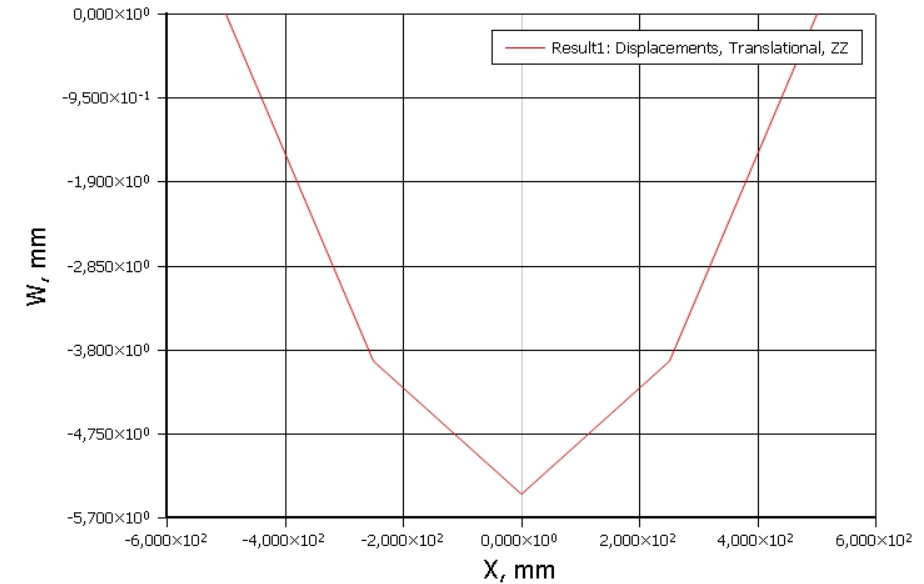 0,000×10⁰
Result1: Displacements, Translational, ZZ
-9,500×10⁻¹
-1,900×10⁰
-2,850×10⁰
W, mm
-3,800×10⁰
-4,750×10⁰
-5,700×10⁰
-6,000×10² -4,000×10² -2,000×10² 0,000×10⁰ 2,000×10² 4,000×10² 6,000×10²
X, mm